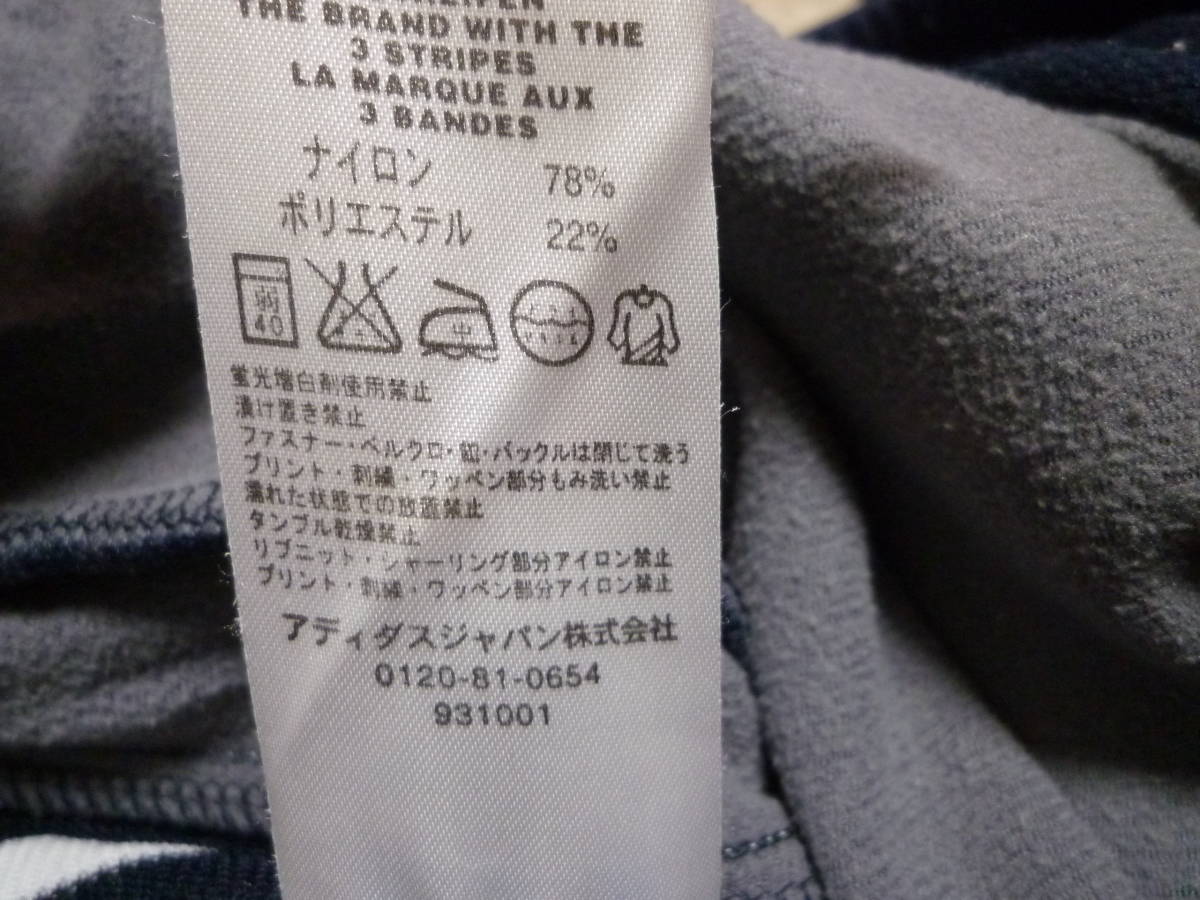 THE BRAND WITH THE
3 STRIPES
LA MARQUE AUX
3 BANDES
ナイロン 78%
ポリエステル 22%
弱
40
中
蛍光増白剤使用禁止
漬け置き禁止
ファスナー・ベルクロ・釦・バックルは閉じて洗う
プリント・刺繍・ワッペン部分もみ洗い禁止
濡れた状態での放置禁止
タンブル乾燥禁止
リブニット・シャーリング部分アイロン禁止
プリント・刺繍・ワッペン部分アイロン禁止
アディダスジャパン株式会社
0120-81-0654
931001